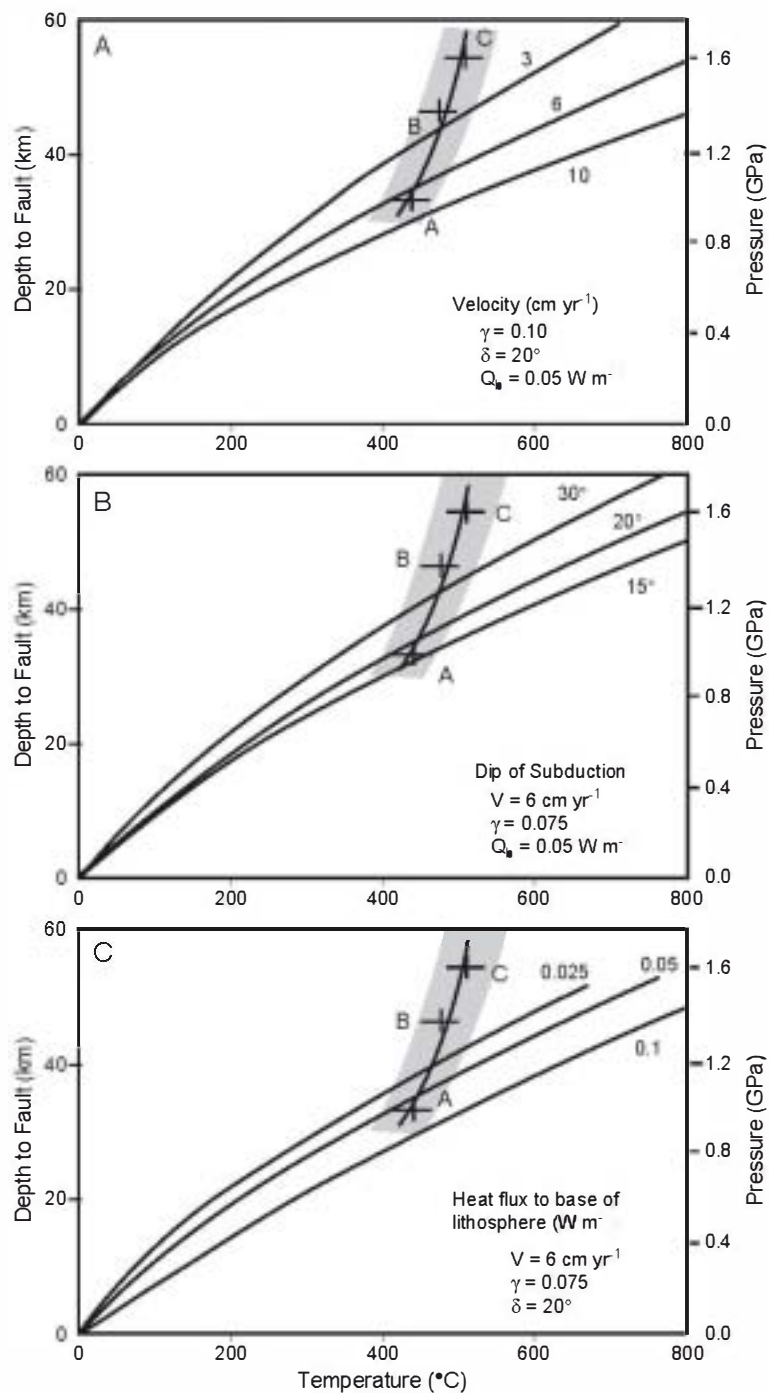 A
60
40
20
0
Depth to Fault (km)
0
200
400
600
800
1.6
1.2
0.8
0.4
0.0
Pressure (GPa)
C
B
A
3
6
10
Velocity (cm yr-1)
γ = 0.10
δ = 20°
Q = 0.05 W m-
B
60
40
20
0
Depth to Fault (km)
0
200
400
600
800
1.6
1.2
0.8
0.4
0.0
Pressure (GPa)
C
B
A
30°
20°
15°
Dip of Subduction
V = 6 cm yr-1
γ = 0.075
Q = 0.05 W m-
C
60
40
20
0
Depth to Fault (km)
0
200
400
600
800
1.6
1.2
0.8
0.4
0.0
Pressure (GPa)
C
B
A
0.025
0.05
0.1
Heat flux to base of
lithosphere (W m-
V = 6 cm yr-1
γ = 0.075
δ = 20°
Temperature (°C)